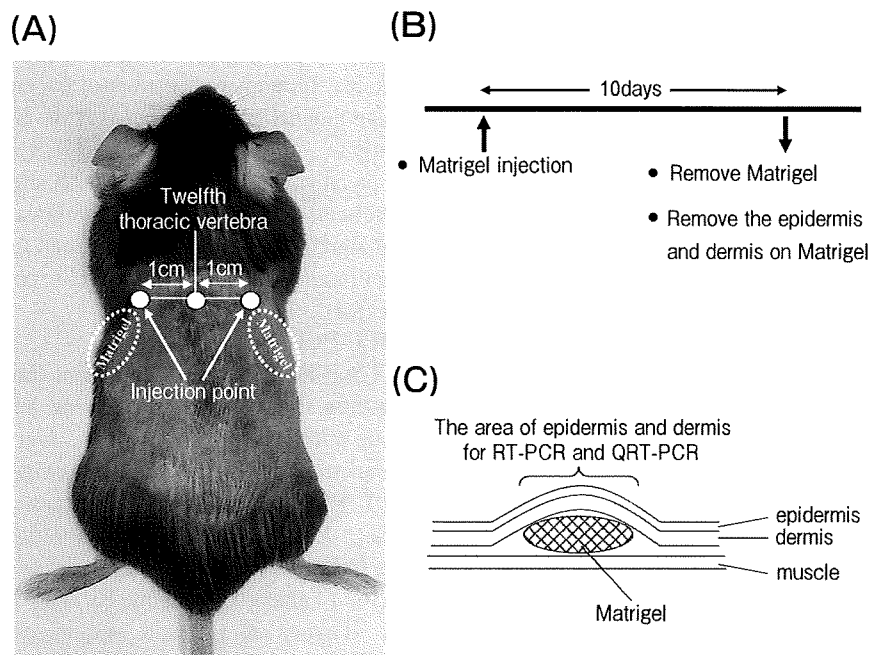 (A)
Twelfth
thoracic vertebra
1cm 1cm
Matrigel Matrigel
Injection point
(B)
10days
• Matrigel injection
• Remove Matrigel
• Remove the epidermis
and dermis on Matrigel
(C)
The area of epidermis and dermis
for RT-PCR and QRT-PCR
epidermis
dermis
muscle
Matrigel